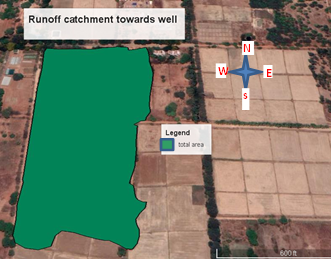 Runoff catchment towards well
N
W E
s
Legend
total area
600 ft